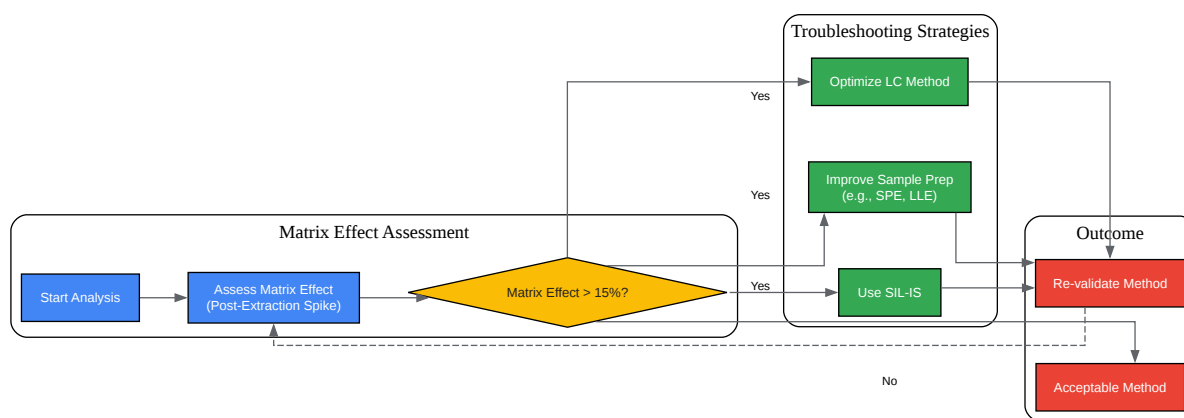 Troubleshooting Strategies
Optimize LC Method
Yes
Improve Sample Prep
(e.g., SPE, LLE)
Yes
Matrix Effect Assessment
Outcome
Start Analysis
Assess Matrix Effect
(Post-Extraction Spike)
Matrix Effect > 15%?
Yes
Use SIL-IS
Re-validate Method
No
Acceptable Method